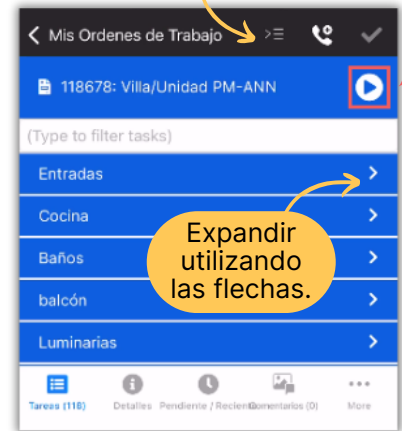 Mis Ordenes de Trabajo
118678: Villa/Unidad PM-ANN
(Type to filter tasks)
Entradas
Cocina
Baños
balcón
Luminarias
Expandir
utilizando
las flechas.
Tareas (118) Detalles Pendiente / Recient Comentarios (0) More